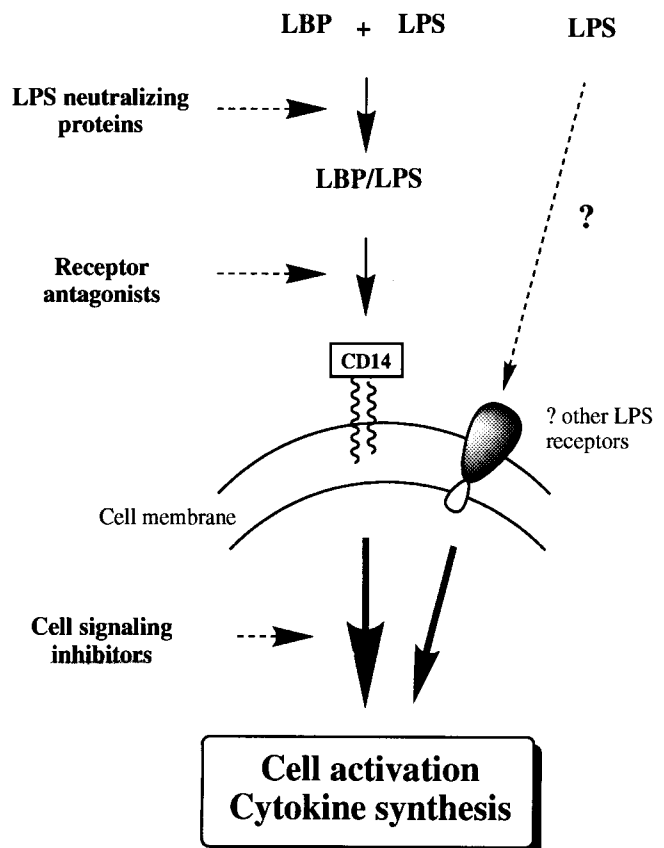 LBP + LPS
LPS
LPS neutralizing
proteins
LBP/LPS
?
Receptor
antagonists
CD14
? other LPS
receptors
Cell membrane
Cell signaling
inhibitors
Cell activation
Cytokine synthesis